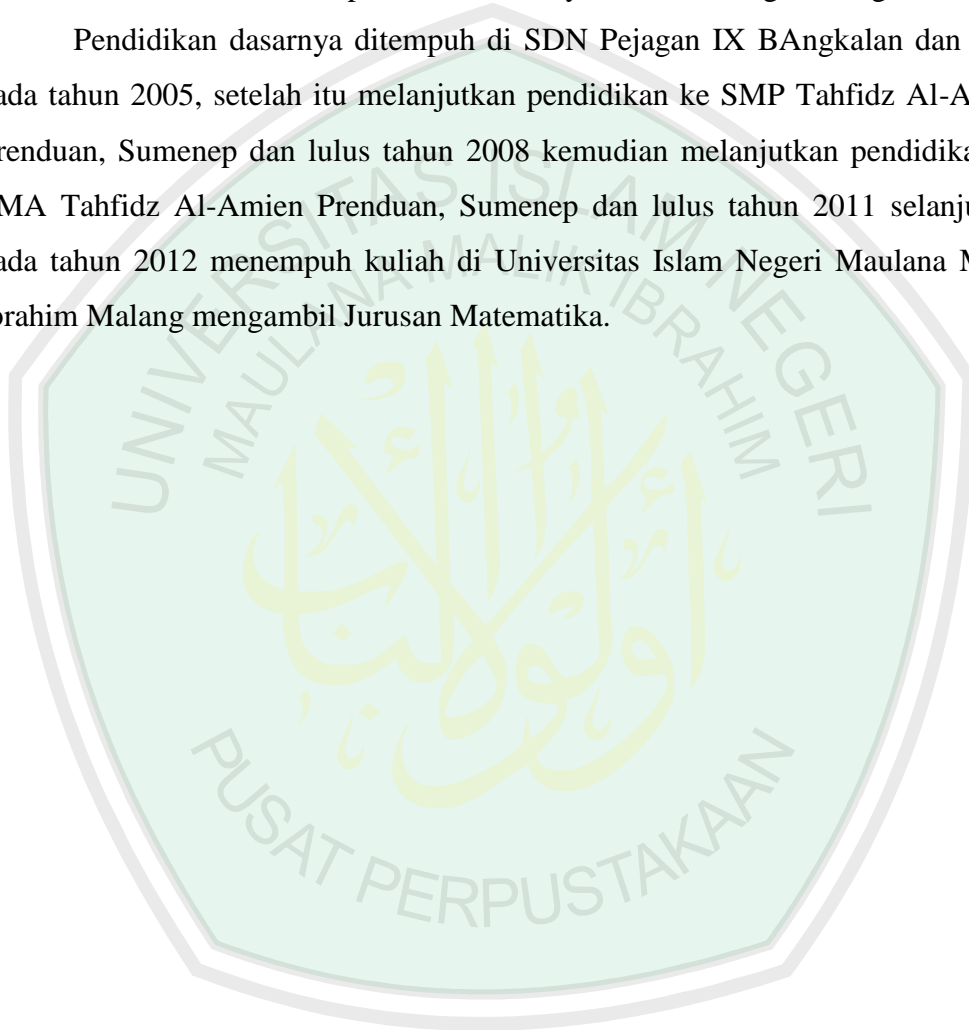 Pendidikan dasarnya ditempuh di SDN Pejagan IX BAngkalan dan
ada tahun 2005, setelah itu melanjutkan pendidikan ke SMP Tahfidz Al-A
renduan, Sumenep dan lulus tahun 2008 kemudian melanjutkan pendidika
MA Tahfidz Al-Amien Prenduan, Sumenep dan lulus tahun 2011 selanju
ada tahun 2012 menempuh kuliah di Universitas Islam Negeri Maulana M
brahim Malang mengambil Jurusan Matematika.
UNIVERSITAS ISLAM NEGERI
MAULANA MALIK IBRAHIM
أولوا الألباب
PUSAT PERPUSTAKAAN